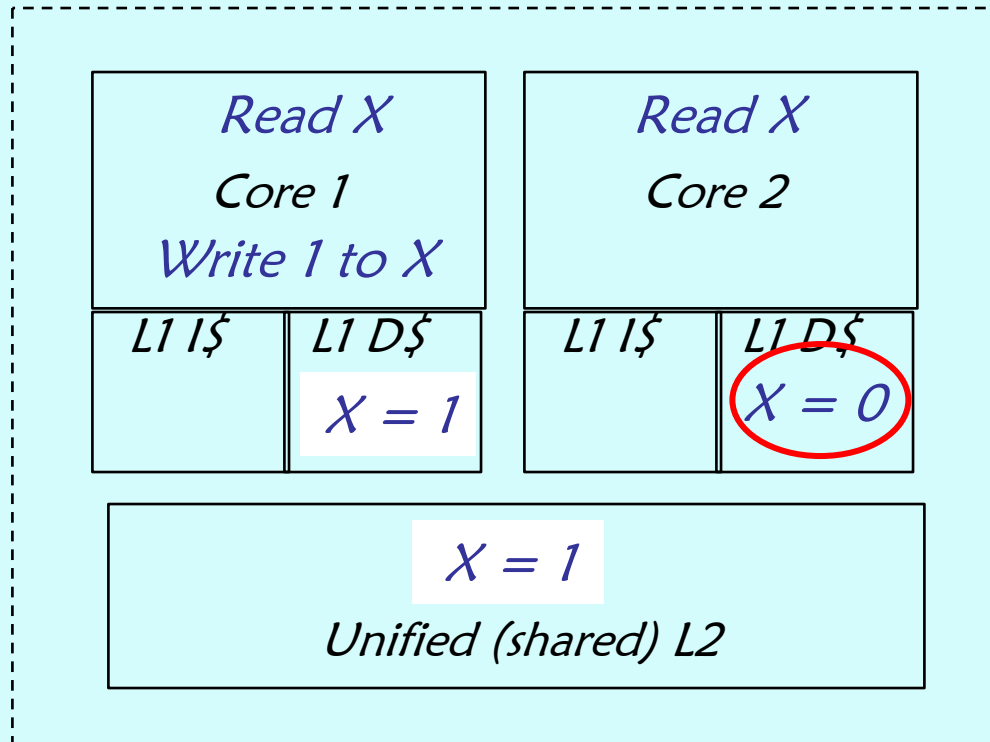 Read X
Core 1
Write 1 to X
Read X
Core 2
L1 I$
L1 D$
X = 1
L1 I$
L1 D$
X = 0
X = 1
Unified (shared) L2